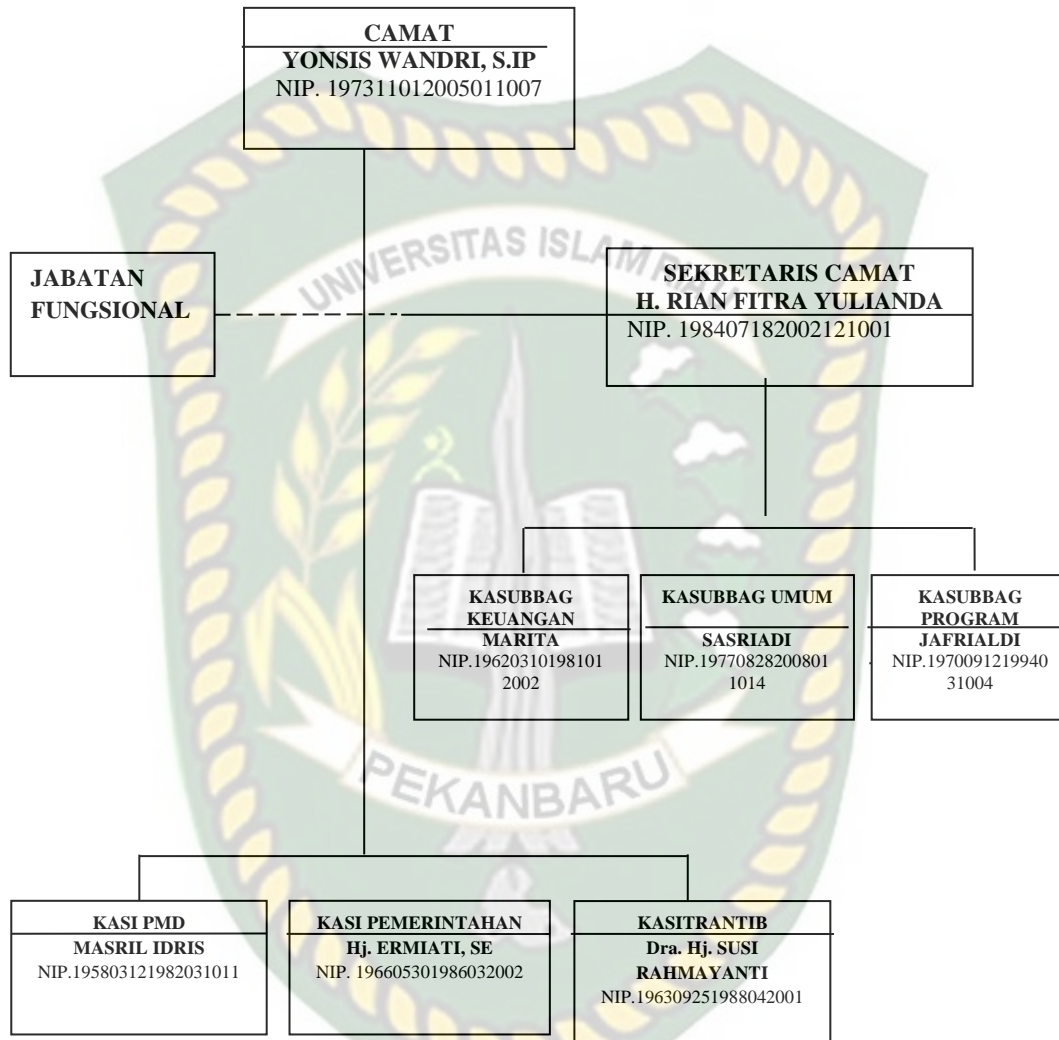 CAMAT
YONSIS WANDRI, S.IP
NIP. 197311012005011007
UNIVERSITAS ISLAM RIAU
JABATAN
FUNGSIONAL
SEKRETARIS CAMAT
H. RIAN FITRA YULIANDA
NIP. 198407182002121001
KASUBBAG
KEUANGAN
MARITA
NIP.19620310198101
2002
KASUBBAG UMUM
SASRIADI
NIP.19770828200801
1014
KASUBBAG
PROGRAM
JAFRIALDI
NIP.1970091219940
31004
PEKANBARU
KASI PMD
MASRIL IDRIS
NIP.195803121982031011
KASI PEMERINTAHAN
Hj. ERMIATI, SE
NIP. 196605301986032002
KASITRANTIB
Dra. Hj. SUSI
RAHMAYANTI
NIP.196309251988042001